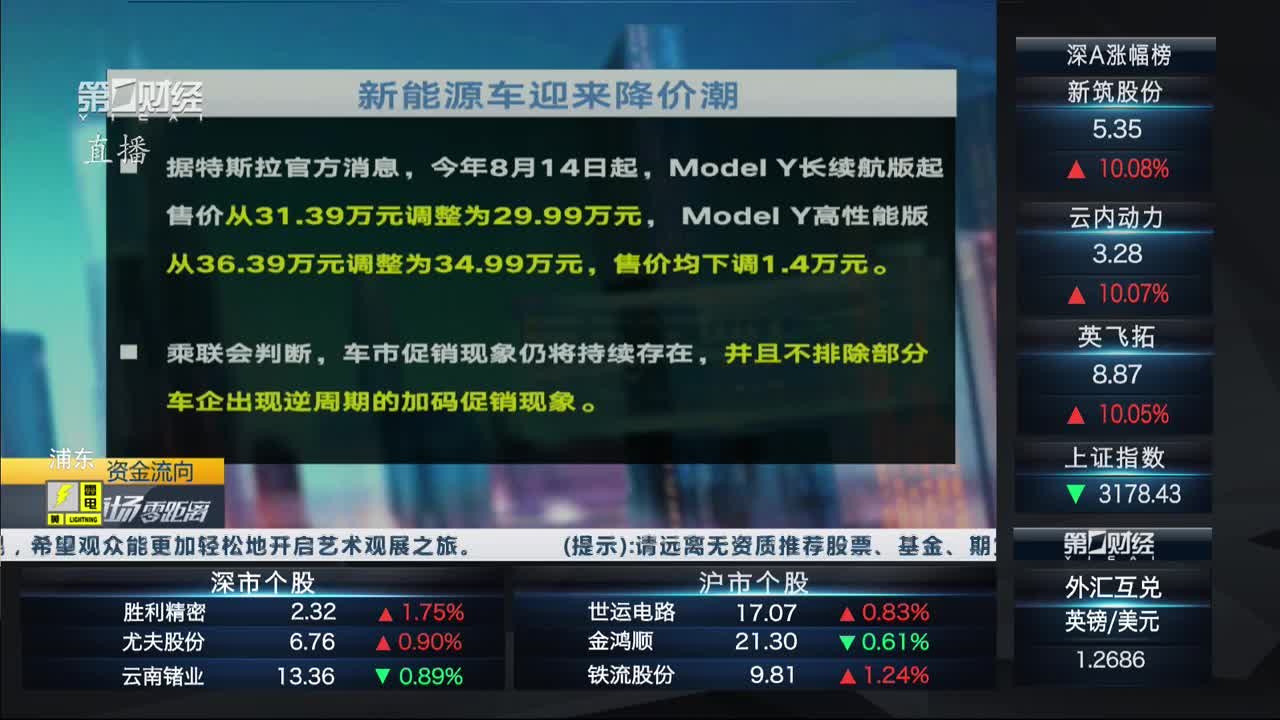 第一财经
YICAI
直播
新能源车迎来降价潮
据特斯拉官方消息，今年8月14日起，Model Y长续航版起
售价从31.39万元调整为29.99万元， Model Y高性能版
从36.39万元调整为34.99万元，售价均下调1.4万元。
乘联会判断，车市促销现象仍将持续存在，并且不排除部分
车企出现逆周期的加码促销现象。
浦东
资金流向
雷电
黄
LIGHTNING
市场零距离
，希望观众能更加轻松地开启艺术观展之旅。 (提示):请远离无资质推荐股票、基金、期
深市个股
胜利精密 2.32 ▲ 1.75%
尤夫股份 6.76 ▲ 0.90%
云南锗业 13.36 ▼ 0.89%
沪市个股
世运电路 17.07 ▲ 0.83%
金鸿顺 21.30 ▼ 0.61%
铁流股份 9.81 ▲ 1.24%
深A涨幅榜
新筑股份
5.35
▲ 10.08%
云内动力
3.28
▲ 10.07%
英飞拓
8.87
▲ 10.05%
上证指数
▼ 3178.43
第一财经
YICAI
外汇互兑
英镑/美元
1.2686